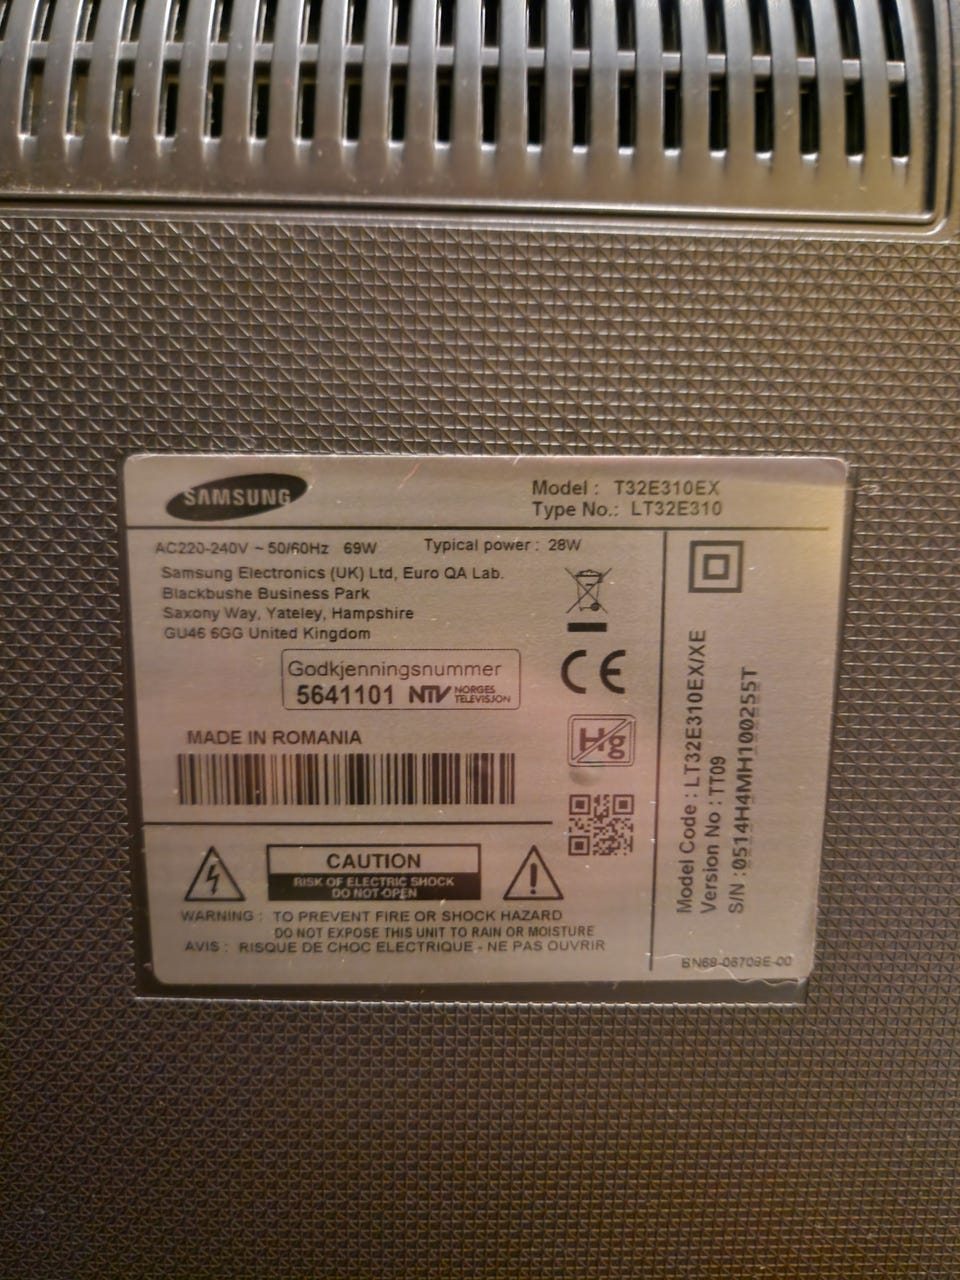 SAMSUNG
Model : T32E310EX
Type No.: LT32E310
AC220-240V ~ 50/60Hz 69W Typical power : 28W
Samsung Electronics (UK) Ltd, Euro QA Lab.
Blackbushe Business Park
Saxony Way, Yateley, Hampshire
GU46 6GG United Kingdom
Godkjenningsnummer
5641101 NTV NORGES TELEVISJON
CE
Hg
MADE IN ROMANIA
CAUTION
RISK OF ELECTRIC SHOCK
DO NOT OPEN
WARNING : TO PREVENT FIRE OR SHOCK HAZARD
DO NOT EXPOSE THIS UNIT TO RAIN OR MOISTURE
AVIS : RISQUE DE CHOC ELECTRIQUE - NE PAS OUVRIR
Model Code : LT32E310EX/XE
Version No : TT09
S/N :0514H4MH100255T
BN68-06708E-00